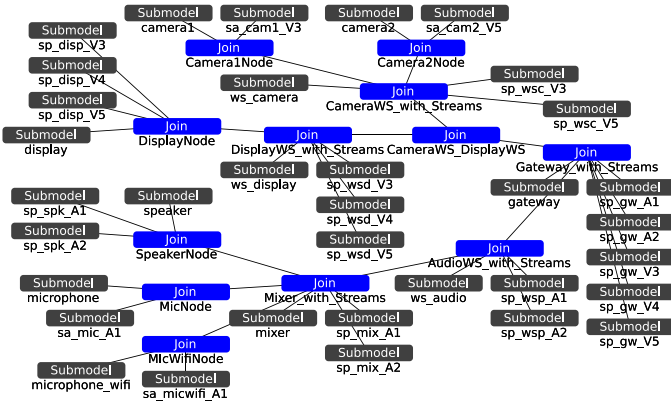 Submodel
camera1
Submodel
sa_cam1_V3
Submodel
camera2
Submodel
sa_cam2_V5
Submodel
sp_disp_V3
Join
Camera1Node
Join
Camera2Node
Submodel
sp_disp_V4
Submodel
ws_camera
Join
CameraWS_with_Streams
Submodel
sp_wsc_V3
Submodel
sp_disp_V5
Submodel
sp_wsc_V5
Submodel
display
Join
DisplayNode
Join
DisplayWS_with_Streams
Join
CameraWS_DisplayWS
Join
Gateway_with_Streams
Submodel
ws_display
Submodel
sp_wsd_V3
Submodel
gateway
Submodel
sp_gw_A1
Submodel
sp_spk_A1
Submodel
speaker
Submodel
sp_wsd_V4
Submodel
sp_gw_A2
Submodel
sp_spk_A2
Join
SpeakerNode
Submodel
sp_wsd_V5
Join
AudioWS_with_Streams
Submodel
sp_gw_V3
Submodel
microphone
Join
MicNode
Join
Mixer_with_Streams
Submodel
ws_audio
Submodel
sp_wsp_A1
Submodel
sp_gw_V4
Submodel
sa_mic_A1
Submodel
mixer
Submodel
sp_mix_A1
Submodel
sp_wsp_A2
Submodel
sp_gw_V5
Join
MIcWifiNode
Submodel
sp_mix_A2
Submodel
microphone_wifi
Submodel
sa_micwifi_A1